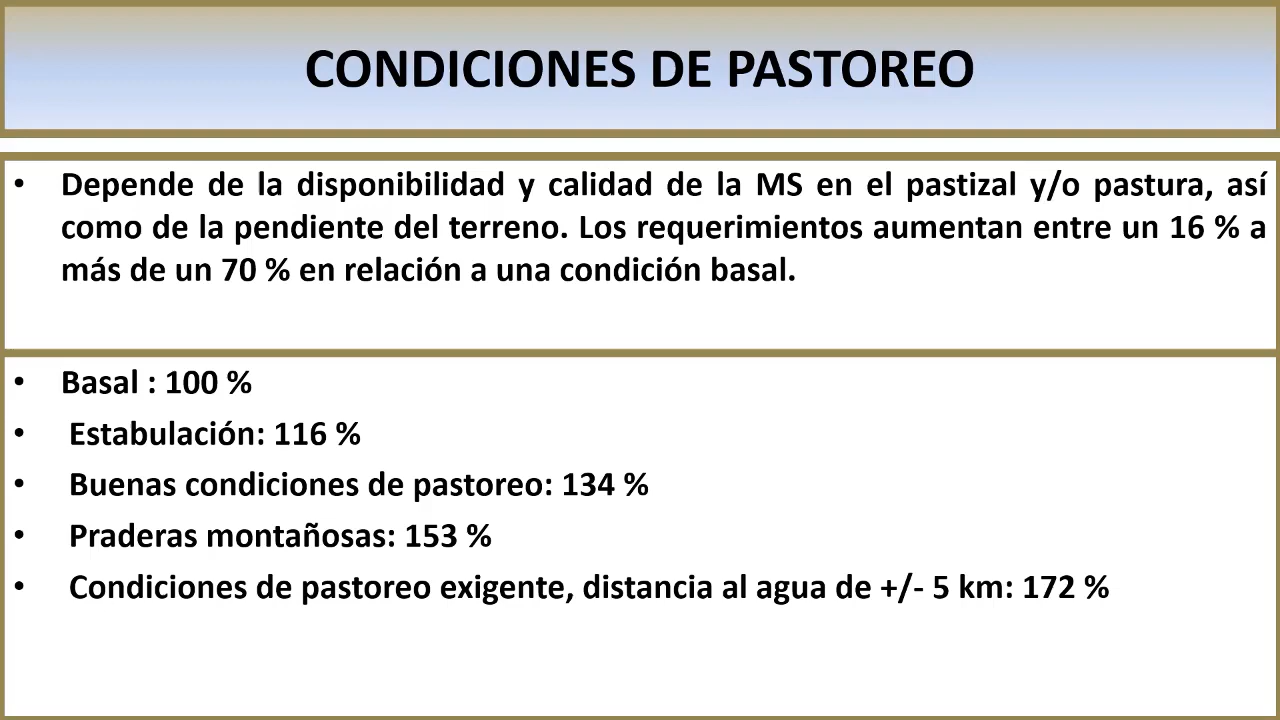 CONDICIONES DE PASTOREO
• Depende de la disponibilidad y calidad de la MS en el pastizal y/o pastura, así
como de la pendiente del terreno. Los requerimientos aumentan entre un 16 % a
más de un 70 % en relación a una condición basal.
• Basal : 100 %
• Estabulación: 116 %
• Buenas condiciones de pastoreo: 134 %
• Praderas montañosas: 153 %
• Condiciones de pastoreo exigente, distancia al agua de +/- 5 km: 172 %